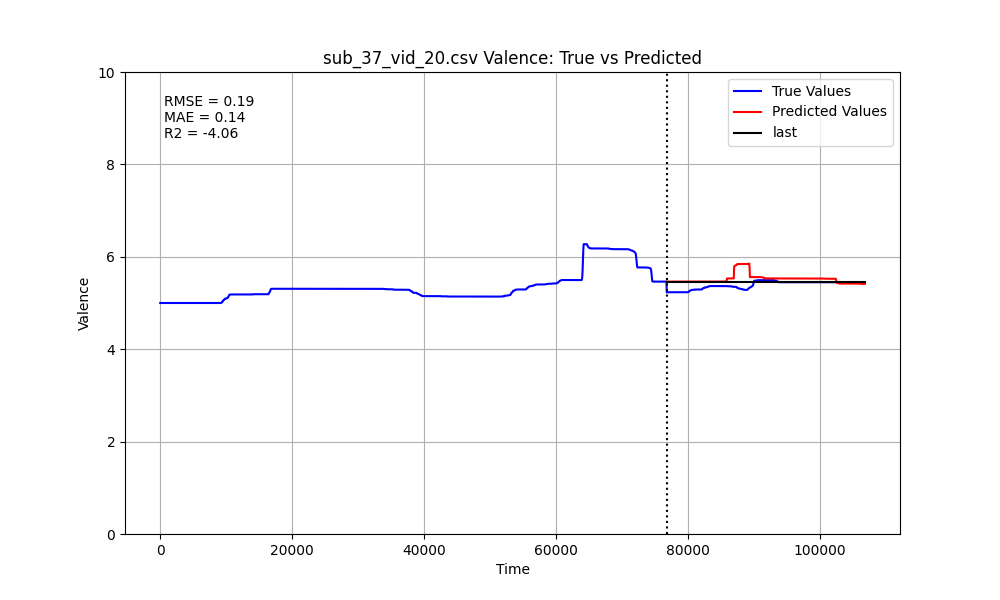 sub_37_vid_20.csv Valence: True vs Predicted
RMSE = 0.19
MAE = 0.14
R2 = -4.06
True Values
Predicted Values
last
10
8
6
4
2
0
Valence
0
20000
40000
60000
80000
100000
Time